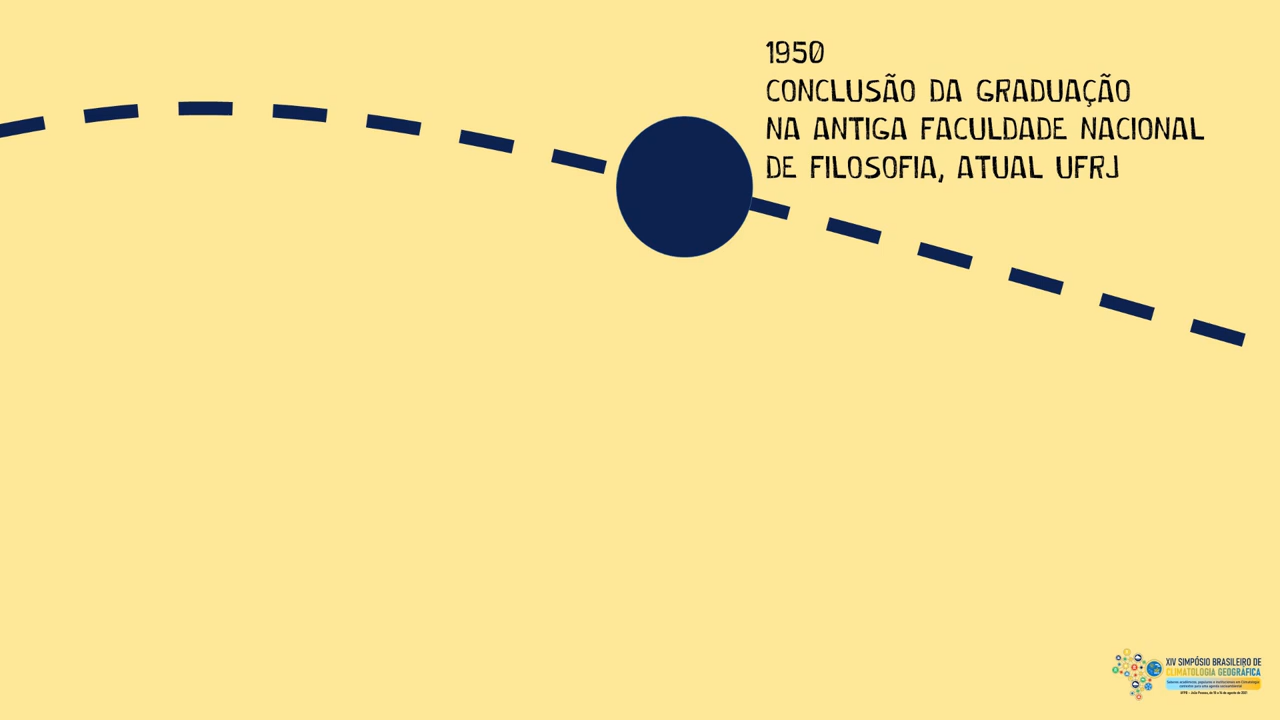 1950
CONCLUSÃO DA GRADUAÇÃO
NA ANTIGA FACULDADE NACIONAL
DE FILOSOFIA, ATUAL UFRJ
XIV SIMPÓSIO BRASILEIRO DE
CLIMATOLOGIA GEOGRÁFICA